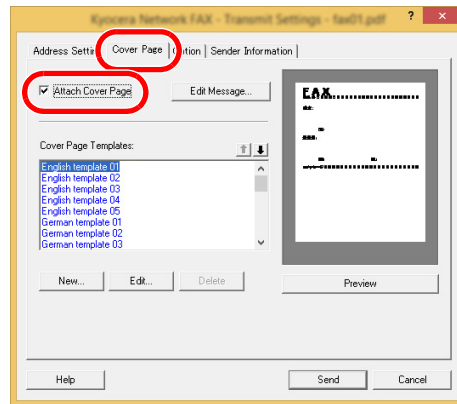 Kyocera Network FAX - Transmit Settings - fax01.pdf
?
Address Settin
Cover Page
tion
Sender Information
Attach Cover Page
Edit Message...
FAX
Cover Page Templates:
English template 01
English template 02
English template 03
English template 04
English template 05
German template 01
German template 02
German template 03
New...
Edit...
Delete
Preview
Help
Send
Cancel